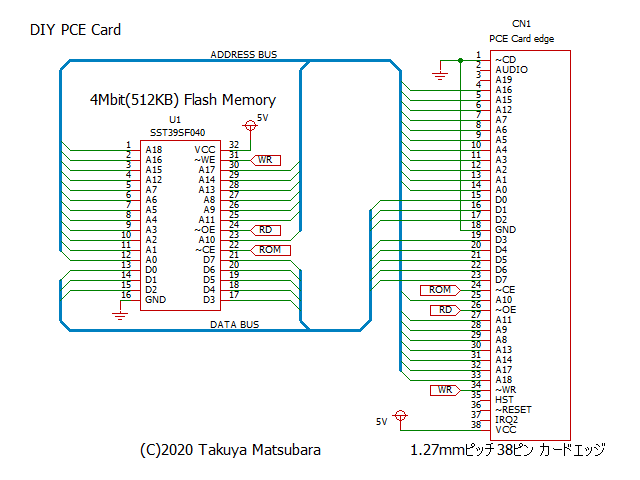 DIY PCE Card
ADDRESS BUS
4Mbit(512KB) Flash Memory
U1
SST39SF040
5V
1 A18 VCC 32
2 A16 ~WE 31 WR
3 A15 A17 30
4 A12 A14 29
5 A7 A13 28
6 A6 A8 27
7 A5 A9 26
8 A4 A11 25
9 A3 ~OE 24 RD
10 A2 A10 23
11 A1 ~CE 22 ROM
12 A0 D7 21
13 D0 D6 20
14 D1 D5 19
15 D2 D4 18
16 GND D3 17
DATA BUS
CN1
PCE Card edge
1 ~CD
2 AUDIO
3 A19
4 A16
5 A15
6 A12
7 A7
8 A6
9 A5
10 A4
11 A3
12 A2
13 A1
14 A0
15 D0
16 D1
17 D2
18 GND
19 D3
20 D4
21 D5
22 D6
23 D7
ROM 24 ~CE
25 A10
RD 26 ~OE
27 A11
28 A9
29 A8
30 A13
31 A14
32 A17
33 A18
WR 34 ~WR
35 HST
36 ~RESET
37 IRQ2
5V 38 VCC
(C)2020 Takuya Matsubara
1.27mmピッチ38ピン カードエッジ